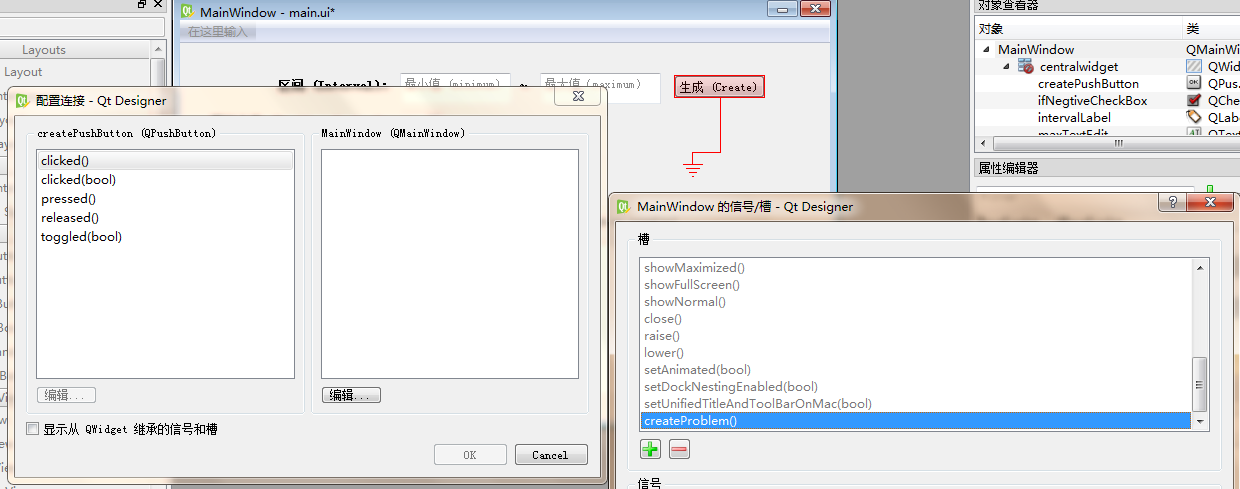 Layouts
Layout
MainWindow - main.ui*
在这里输入
区间 (Interval): 最小值 (minimum) ~ 最大值 (maximum) 生成 (Create)
对象查看器
对象 类
MainWindow QMainWi
centralwidget QWid
createPushButton QPus.
ifNegtiveCheckBox QChe
intervalLabel QLab
maxTextEdit QText
属性编辑器
配置连接 - Qt Designer
createPushButton (QPushButton)
clicked()
clicked(bool)
pressed()
released()
toggled(bool)
编辑...
MainWindow (QMainWindow)
编辑...
显示从 QWidget 继承的信号和槽
OK Cancel
MainWindow 的信号/槽 - Qt Designer
槽
showMaximized()
showFullScreen()
showNormal()
close()
raise()
lower()
setAnimated(bool)
setDockNestingEnabled(bool)
setUnifiedTitleAndToolBarOnMac(bool)
createProblem()
信号